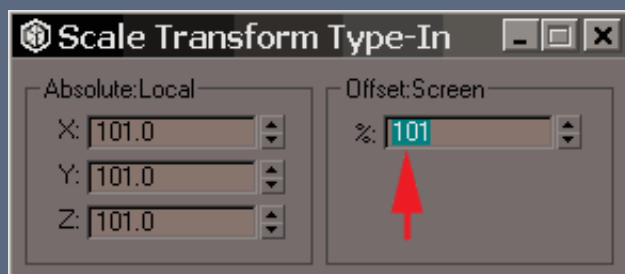 Scale Transform Type-In
Absolute:Local
X: 101.0
Y: 101.0
Z: 101.0
Offset:Screen
%: 101